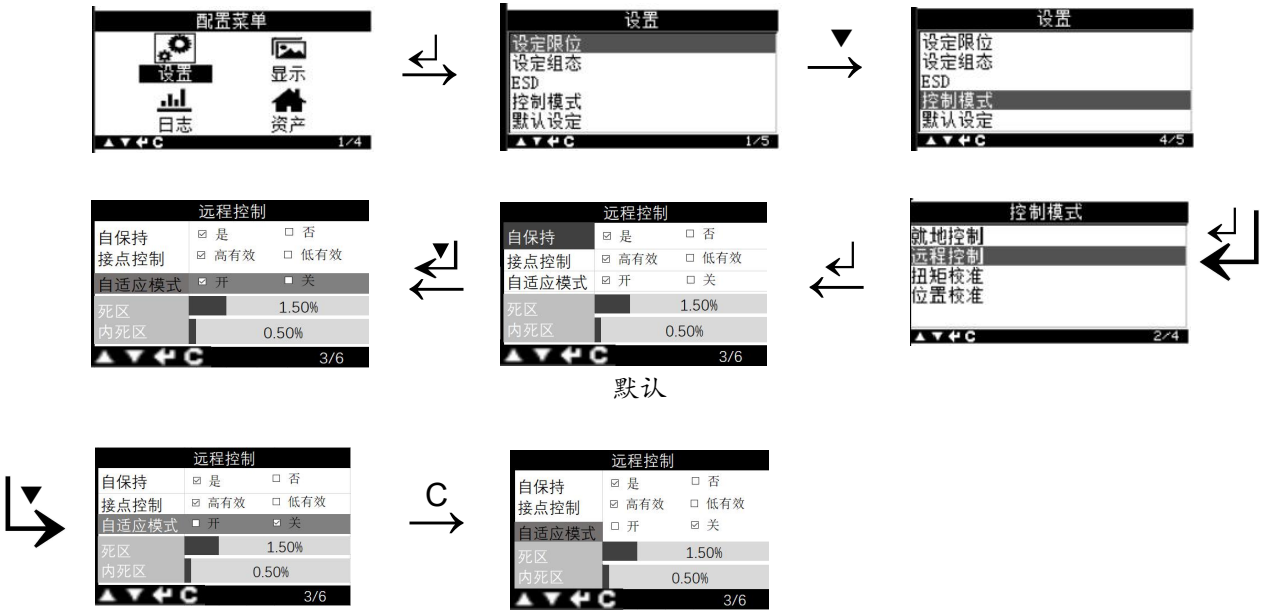 配置菜单
设置
显示
日志
资产
▲ ▼ ↵ C 1/4
设置
设定限位
设定组态
ESD
控制模式
默认设定
▲ ▼ ↵ C 1/5
▼
设置
设定限位
设定组态
ESD
控制模式
默认设定
▲ ▼ ↵ C 4/5
控制模式
就地控制
远程控制
扭矩校准
位置校准
▲ ▼ ↵ C 2/4
远程控制
自保持 ☑ 是 ☐ 否
接点控制 ☑ 高有效 ☐ 低有效
自适应模式 ☑ 开 ☐ 关
死区 1.50%
内死区 0.50%
▲ ▼ ↵ C 3/6
默认
▼
远程控制
自保持 ☑ 是 ☐ 否
接点控制 ☑ 高有效 ☐ 低有效
自适应模式 ☑ 开 ☐ 关
死区 1.50%
内死区 0.50%
▲ ▼ ↵ C 3/6
▼
远程控制
自保持 ☑ 是 ☐ 否
接点控制 ☑ 高有效 ☐ 低有效
自适应模式 ☐ 开 ☑ 关
死区 1.50%
内死区 0.50%
▲ ▼ ↵ C 3/6
C
远程控制
自保持 ☑ 是 ☐ 否
接点控制 ☑ 高有效 ☐ 低有效
自适应模式 ☐ 开 ☑ 关
死区 1.50%
内死区 0.50%
▲ ▼ ↵ C 3/6